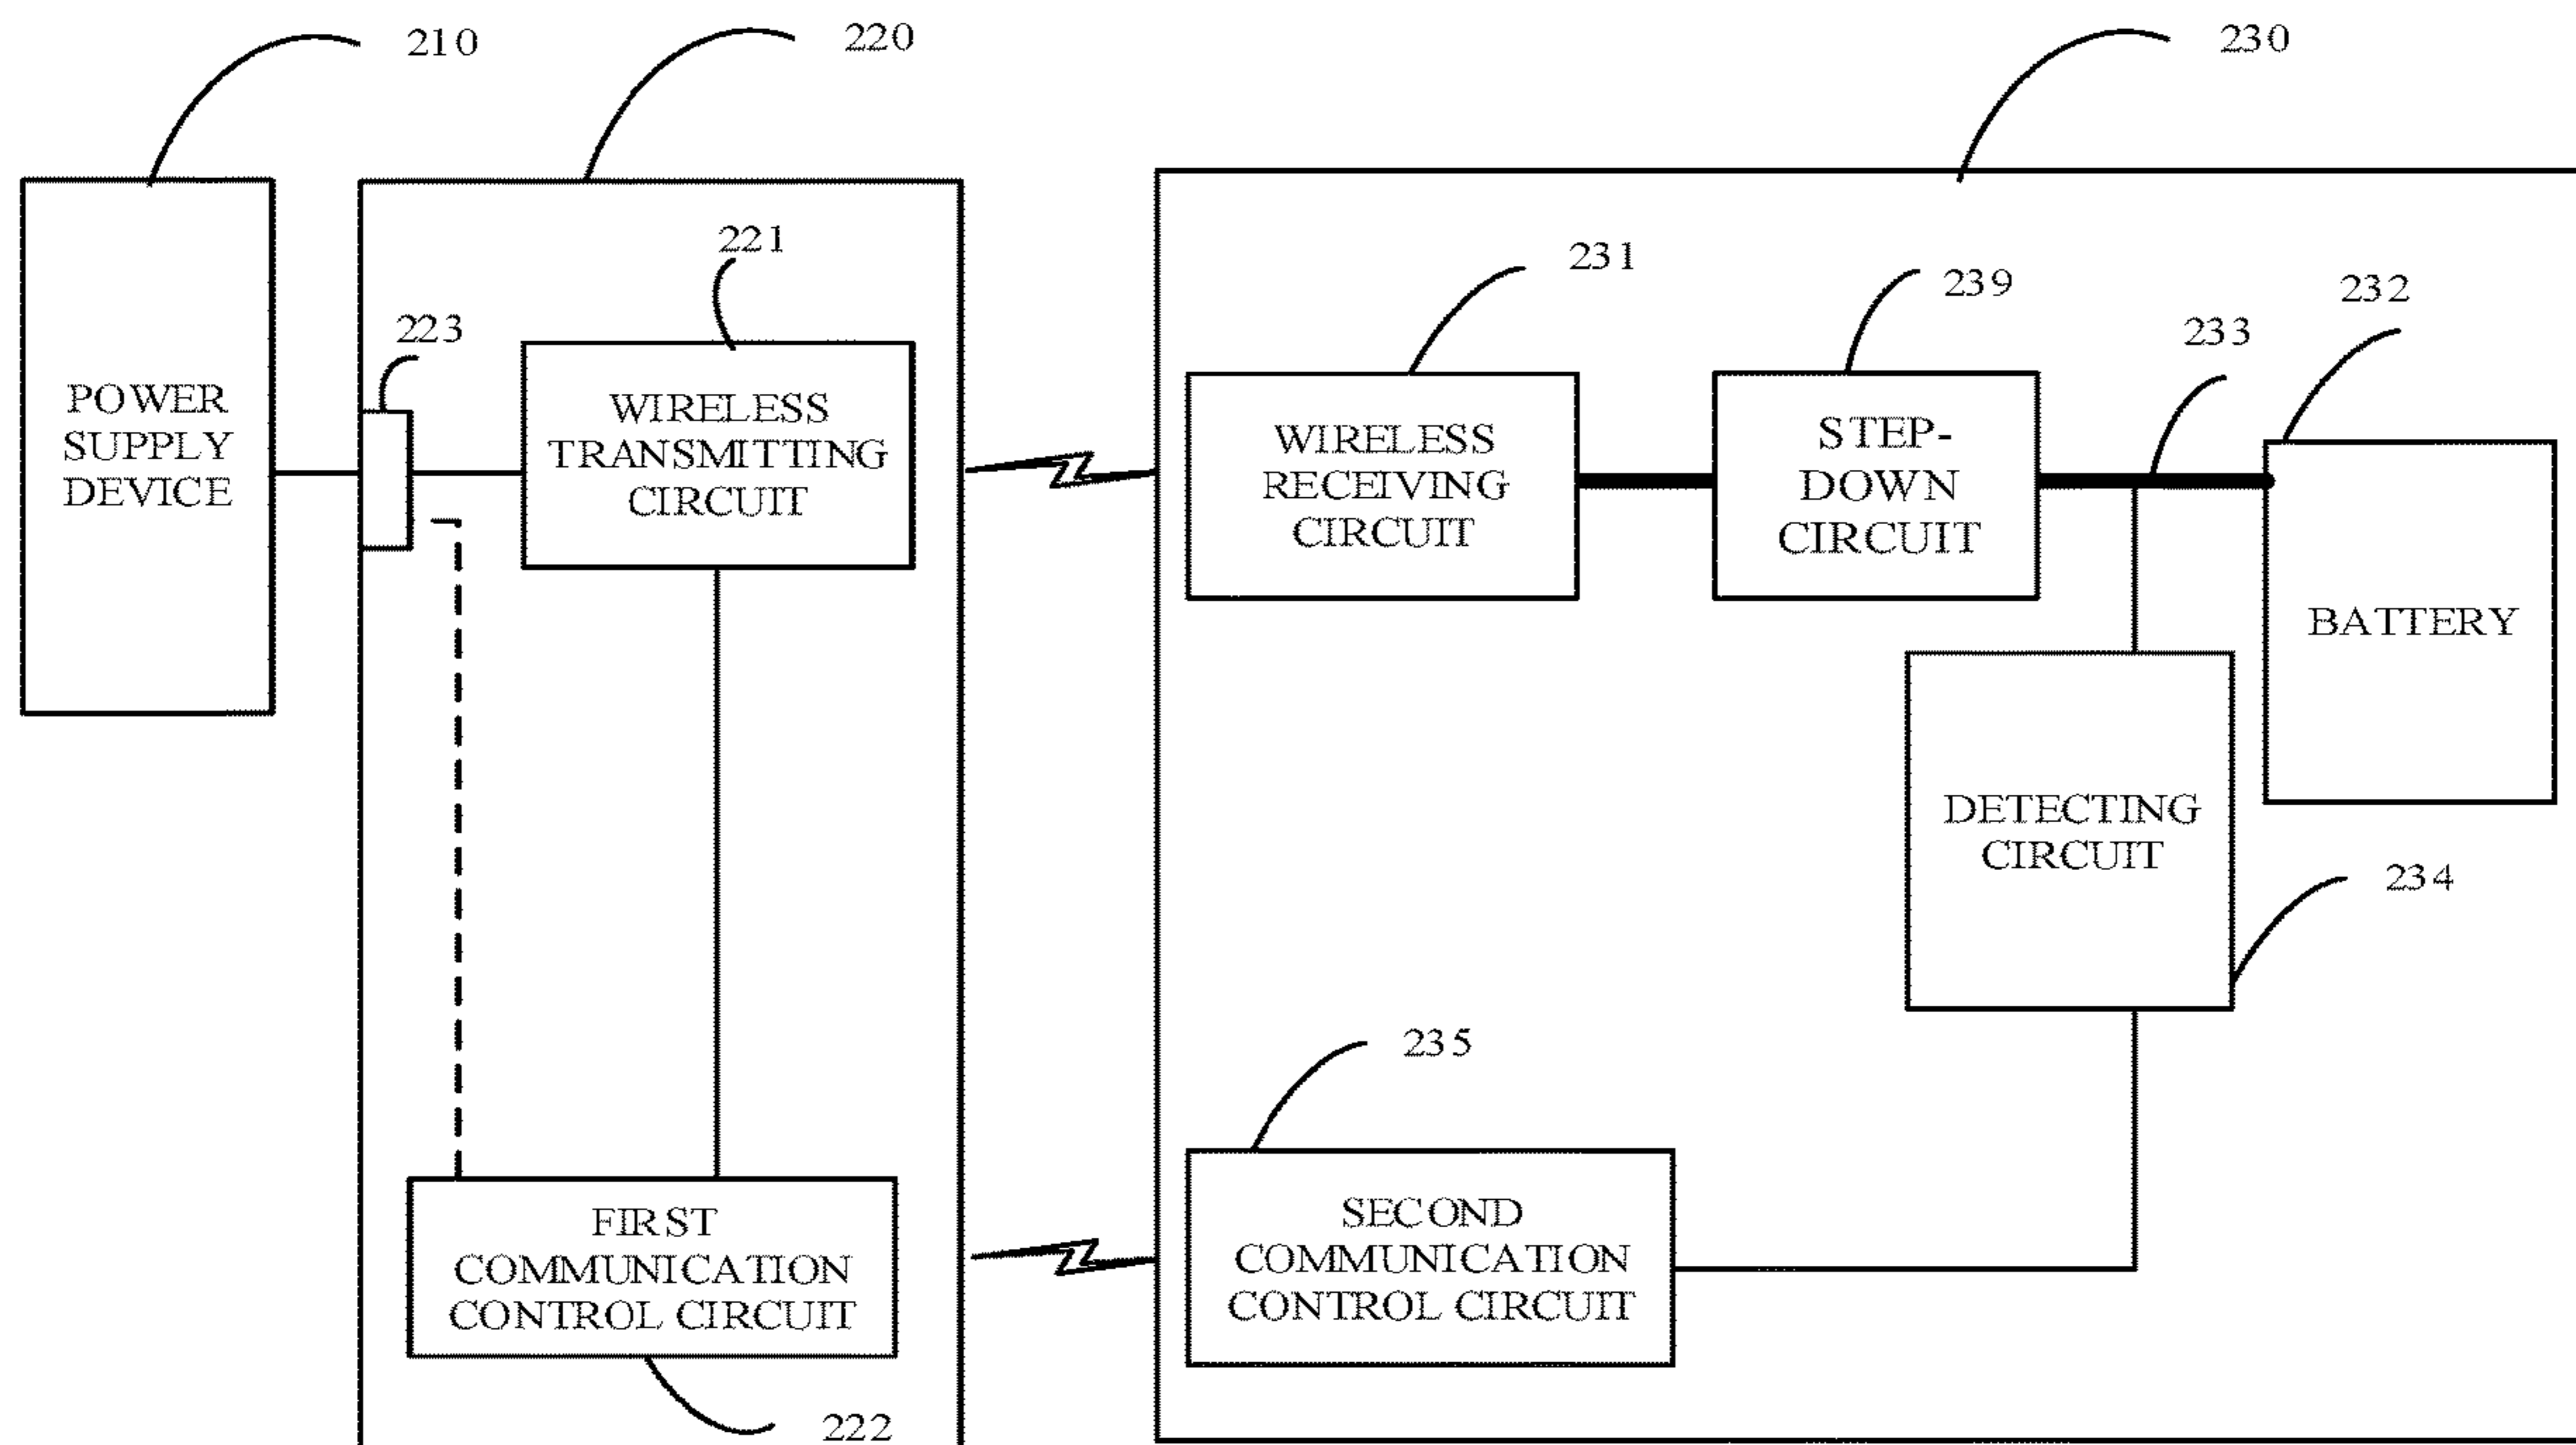 210
220
230
221
231
239
232
223
233
POWER
SUPPLY
DEVICE
WIRELESS
TRANSMITTING
CIRCUIT
WIRELESS
RECEIVING
CIRCUIT
STEP-
DOWN
CIRCUIT
BATTERY
DETECTING
CIRCUIT
234
235
FIRST
COMMUNICATION
CONTROL CIRCUIT
SECOND
COMMUNICATION
CONTROL CIRCUIT
222